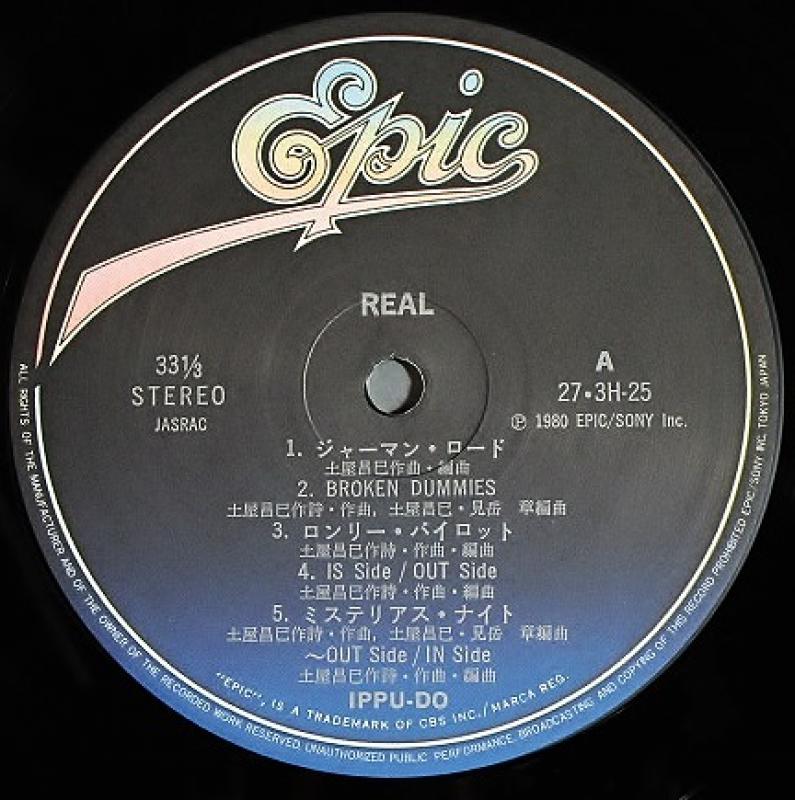 Epic
REAL
33⅓
STEREO
JASRAC
A
27・3H-25
Ⓟ 1980 EPIC/SONY Inc.
1. ジャーマン・ロード
土屋昌巳作曲・編曲
2. BROKEN DUMMIES
土屋昌巳作詩・作曲, 土屋昌巳・見岳 章編曲
3. ロンリー・パイロット
土屋昌巳作詩・作曲・編曲
4. IS Side / OUT Side
土屋昌巳作詩・作曲・編曲
5. ミステリアス・ナイト
土屋昌巳作詩・作曲, 土屋昌巳・見岳 章編曲
〜OUT Side / IN Side
土屋昌巳作詩・作曲・編曲
IPPU-DO
"EPIC", IS A TRADEMARK OF CBS INC./MARCA REG.
ALL RIGHTS OF THE MANUFACTURER AND OF THE OWNER OF THE RECORDED WORK RESERVED. UNAUTHORIZED PUBLIC PERFORMANCE, BROADCASTING AND COPYING OF THIS RECORD PROHIBITED EPIC/SONY INC. TOKYO JAPAN